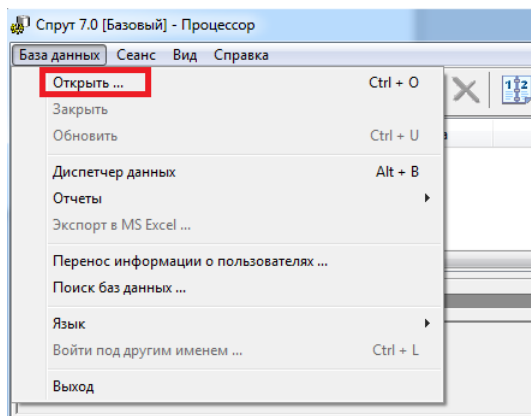 Спрут 7.0 [Базовый] - Процессор
База данных Сеанс Вид Справка
Открыть ... Ctrl + O
Закрыть
Обновить Ctrl + U
Диспетчер данных Alt + B
Отчеты
Экспорт в MS Excel ...
Перенос информации о пользователях ...
Поиск баз данных ...
Язык
Войти под другим именем ... Ctrl + L
Выход